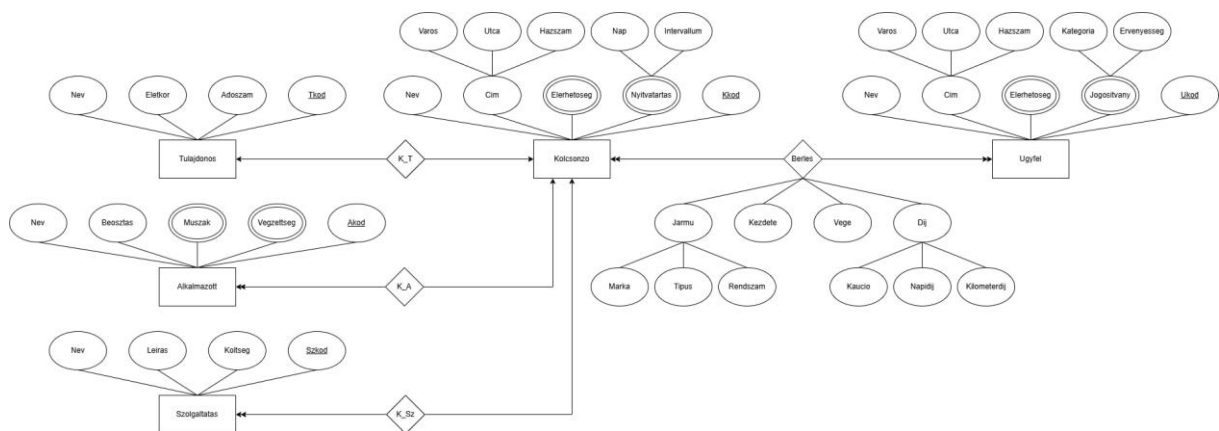 Varos Utca Hazszam Nap Intervallum Varos Utca Hazszam Kategoria Ervenyesseg
Nev Eletkor Adoszam Tkod Nev Cim Elerhetoseg Nyitvatartas Kkod Nev Cim Elerhetoseg Jogositvany Ukod
Tulajdonos K_T Kolcsonzo Berles Ugyfel
Nev Beosztas Muszak Vegzettseg Akod Jarmu Kezdete Vege Dij
Alkalmazott K_A Marka Tipus Rendszam Kaucio Napidij Kilometerdij
Nev Leiras Koltseg Szkod
Szolgaltatas K_Sz